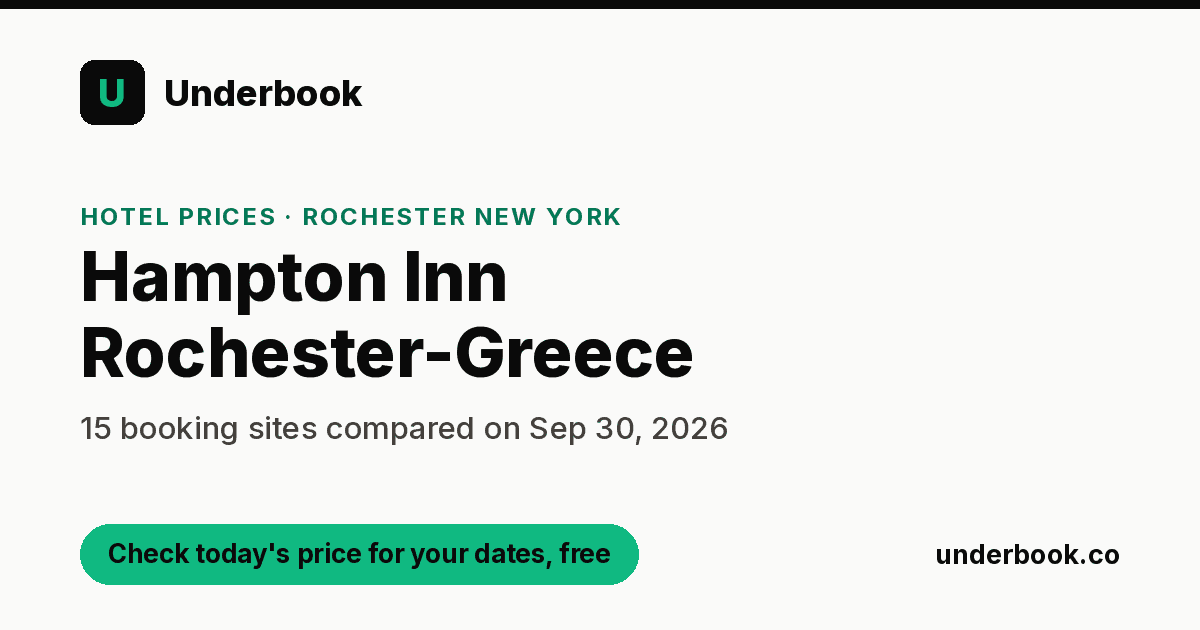 U
Underbook
HOTEL PRICES · ROCHESTER NEW YORK
Hampton Inn
Rochester-Greece
15 booking sites compared on Sep 30, 2026
Check today's price for your dates, free
underbook.co